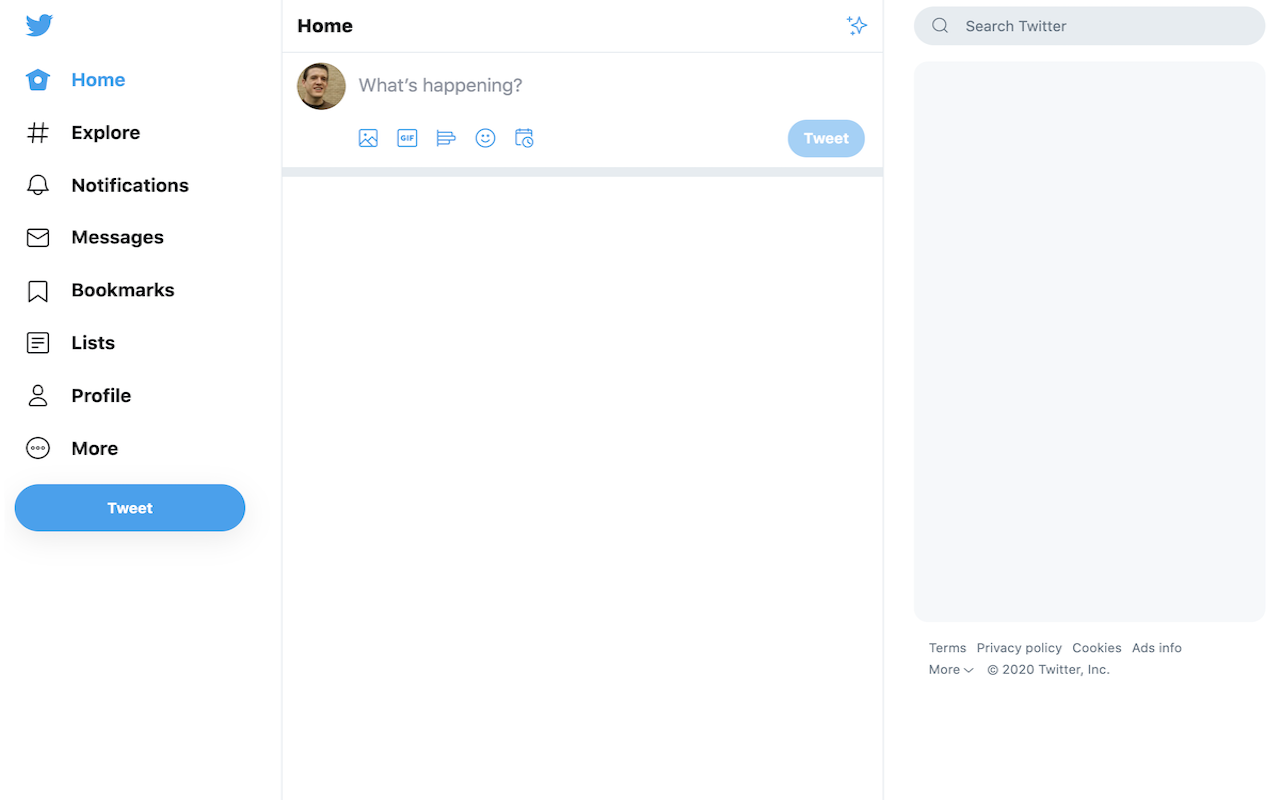 Home
Explore
Notifications
Messages
Bookmarks
Lists
Profile
More
Tweet
Home
What's happening?
GIF
Tweet
Search Twitter
Terms Privacy policy Cookies Ads info
More © 2020 Twitter, Inc.